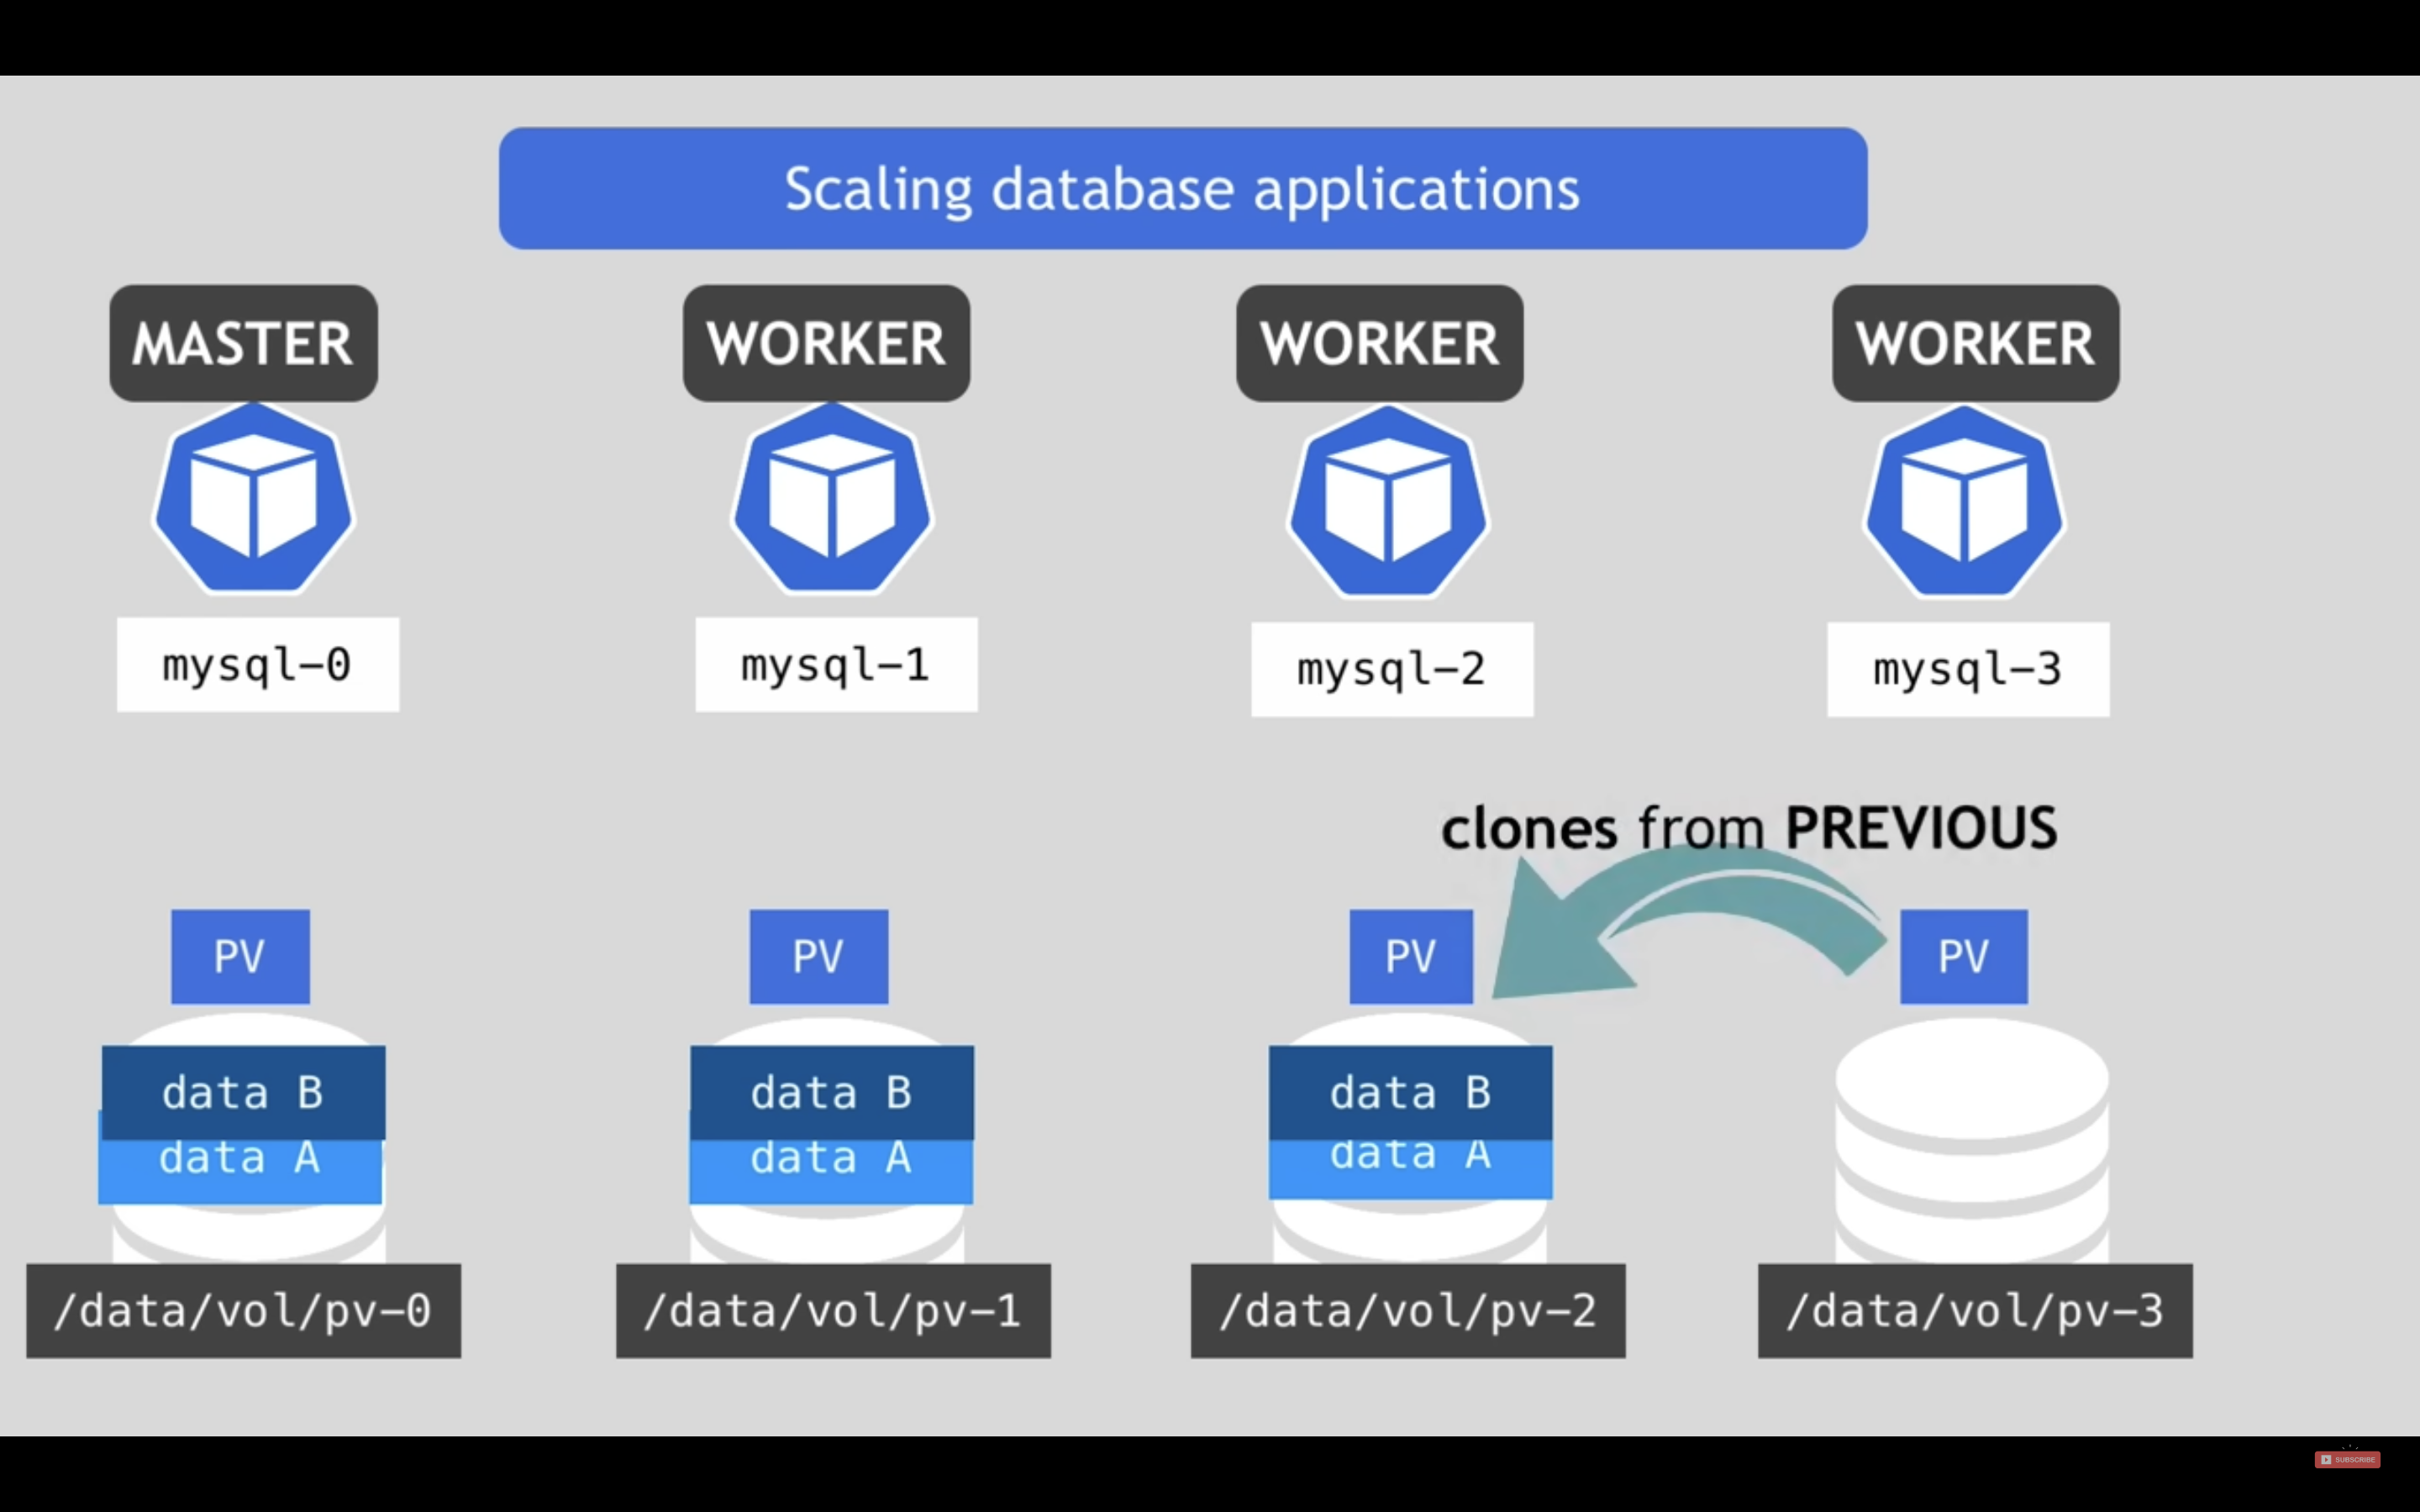 Scaling database applications
MASTER
WORKER
WORKER
WORKER
mysql-0
mysql-1
mysql-2
mysql-3
clones from PREVIOUS
PV
PV
PV
PV
data B
data B
data B
data A
data A
data A
/data/vol/pv-0
/data/vol/pv-1
/data/vol/pv-2
/data/vol/pv-3
SUBSCRIBE